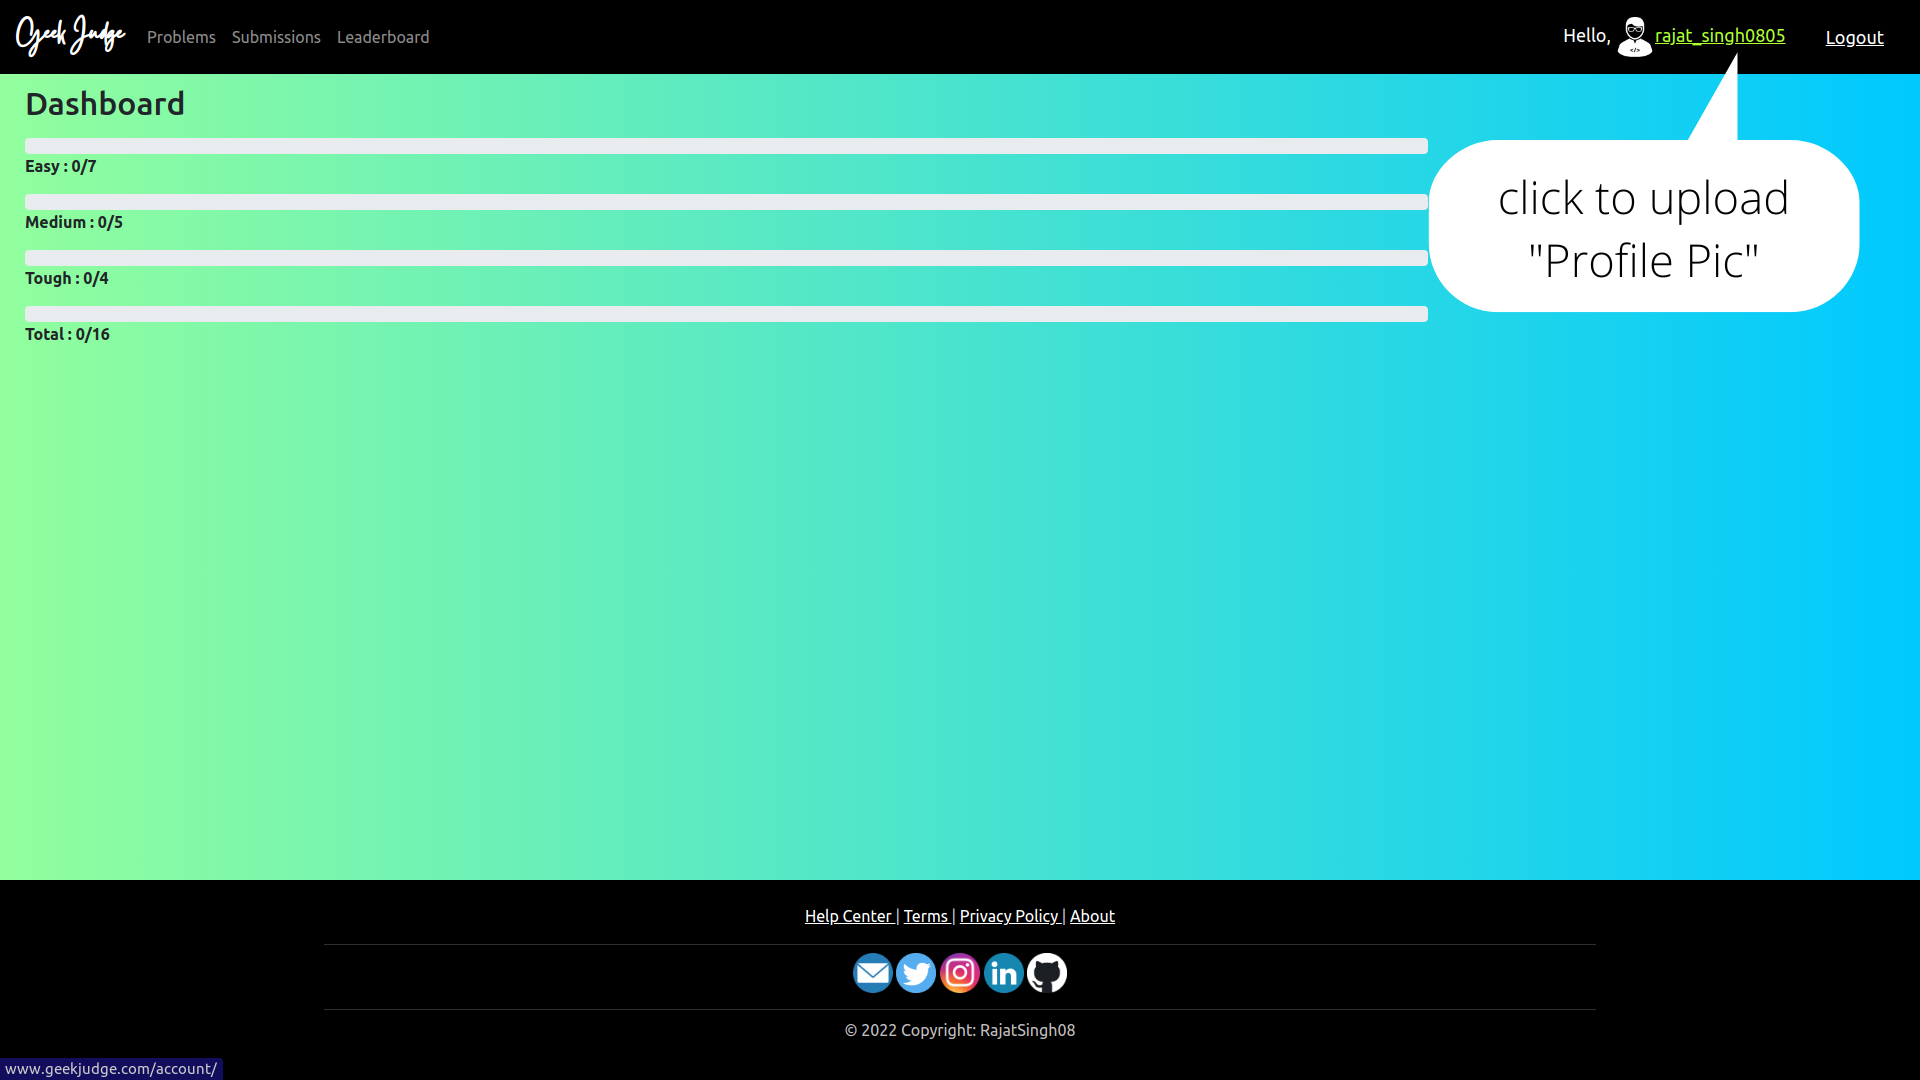 Geek Judge Problems Submissions Leaderboard Hello, </> rajat_singh0805 Logout
Dashboard
Easy : 0/7
Medium : 0/5
Tough : 0/4
Total : 0/16
click to upload
"Profile Pic"
Help Center | Terms | Privacy Policy | About
in
© 2022 Copyright: RajatSingh08
www.geekjudge.com/account/